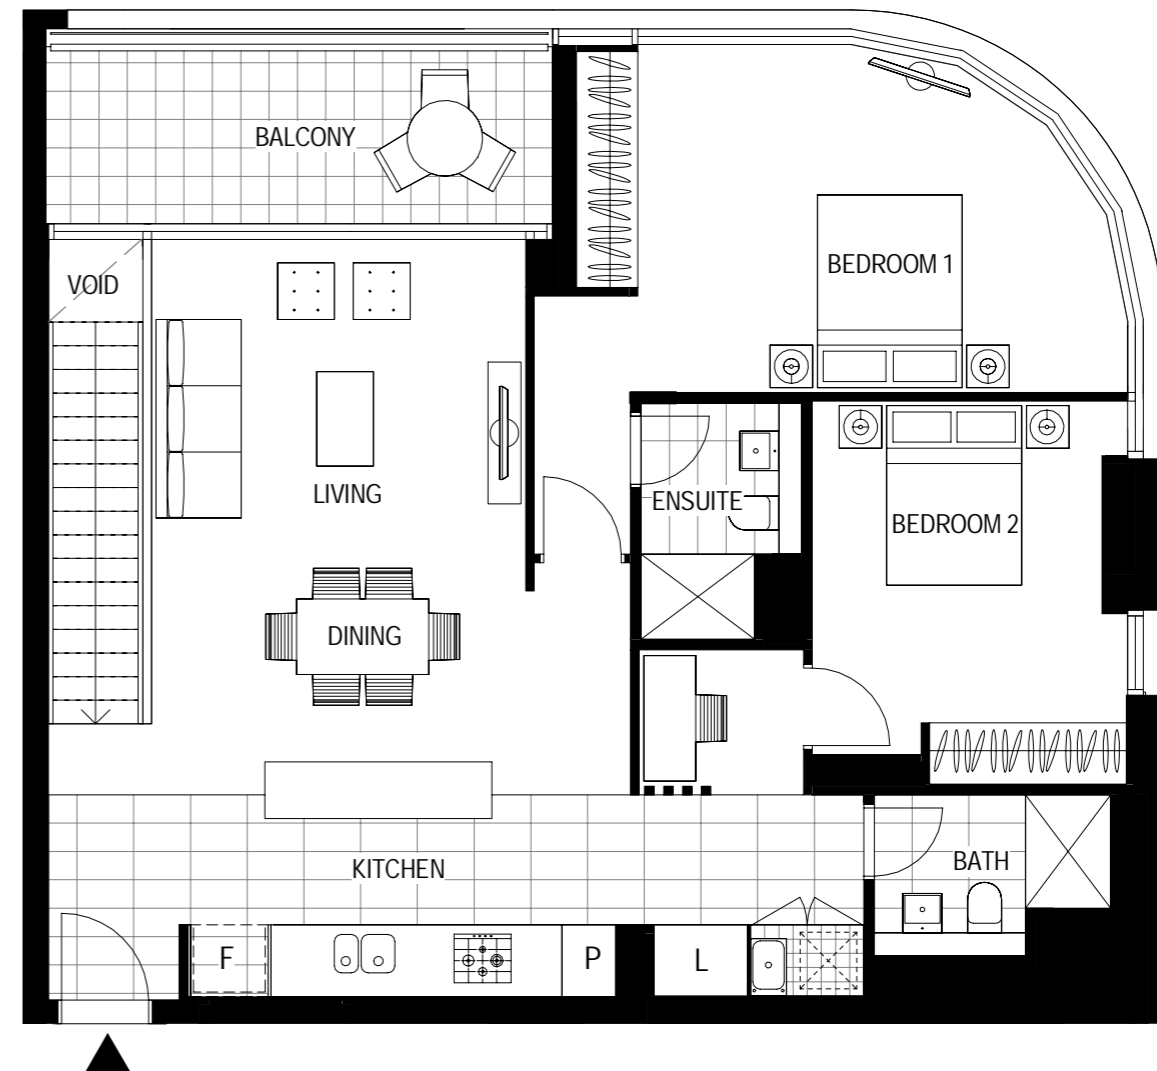 BALCONY
VOID
BEDROOM 1
LIVING
ENSUITE
BEDROOM 2
DINING
KITCHEN
BATH
F
P
L